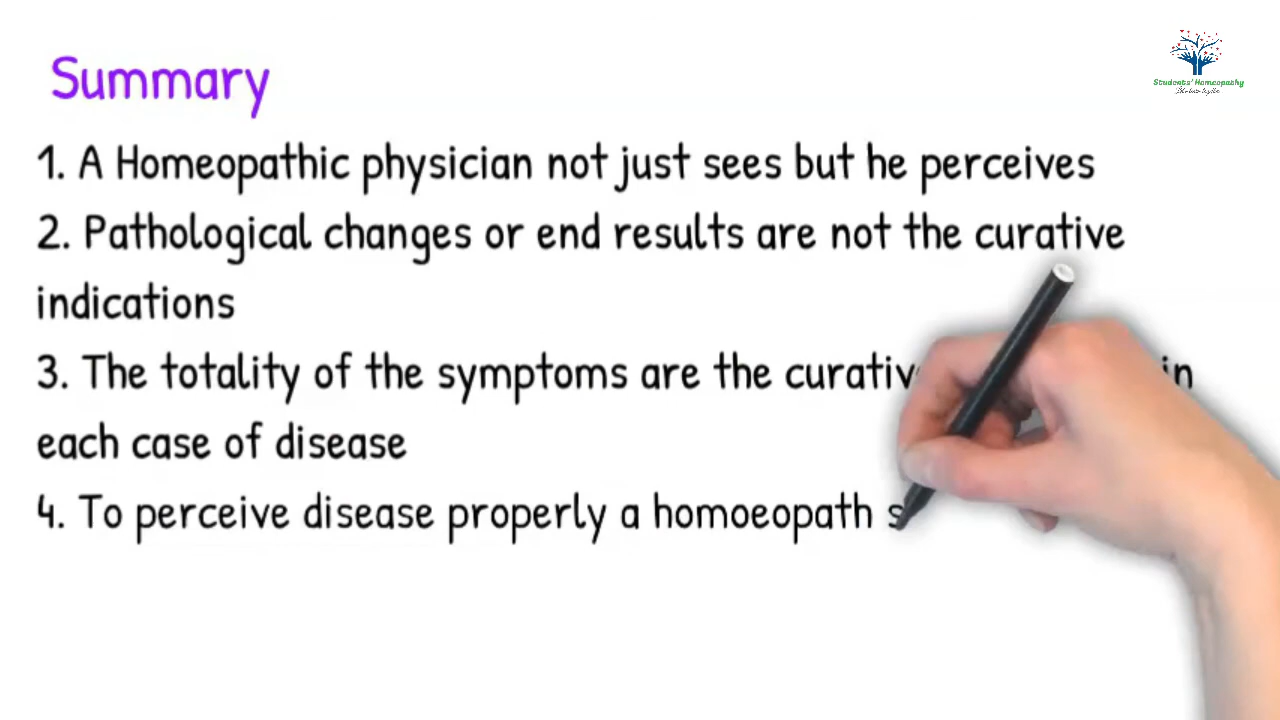 Summary
Students' Homeopathy
1. A Homeopathic physician not just sees but he perceives
2. Pathological changes or end results are not the curative
indications
3. The totality of the symptoms are the in
each case of disease
4. To perceive disease properly a homoeopath